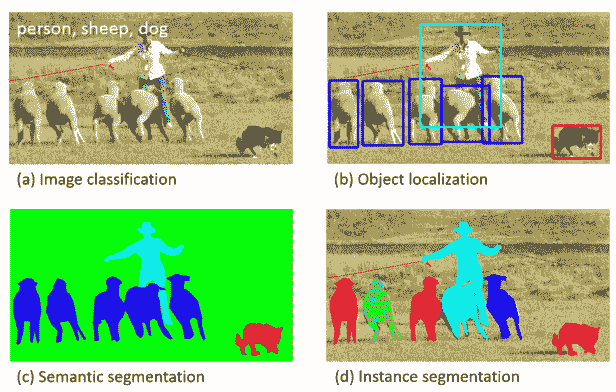 person, sheep, dog
(a) Image classification
(b) Object localization
(c) Semantic segmentation
(d) Instance segmentation